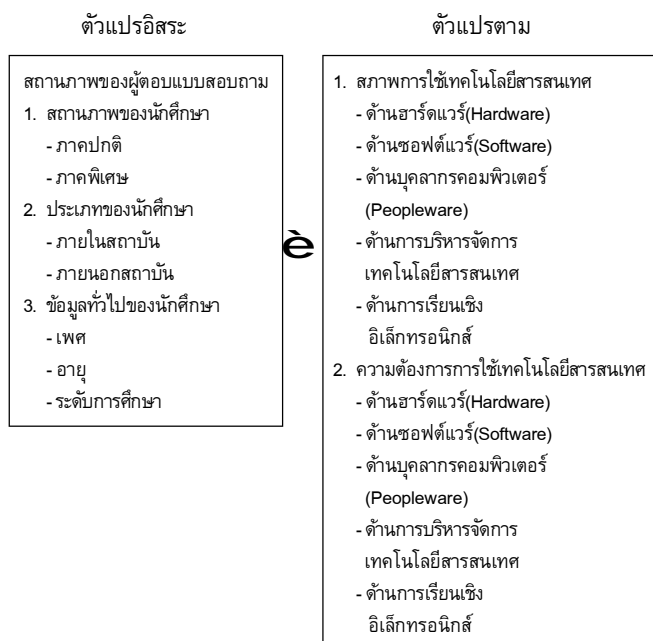 ตัวแปรอิสระ
สถานภาพของผู้ตอบแบบสอบถาม
1. สถานภาพของนักศึกษา
- ภาคปกติ
- ภาคพิเศษ
2. ประเภทของนักศึกษา
- ภายในสถาบัน
- ภายนอกสถาบัน
3. ข้อมูลทั่วไปของนักศึกษา
- เพศ
- อายุ
- ระดับการศึกษา
è
ตัวแปรตาม
1. สภาพการใช้เทคโนโลยีสารสนเทศ
- ด้านฮาร์ดแวร์(Hardware)
- ด้านซอฟต์แวร์(Software)
- ด้านบุคลากรคอมพิวเตอร์
(Peopleware)
- ด้านการบริหารจัดการ
เทคโนโลยีสารสนเทศ
- ด้านการเรียนเชิง
อิเล็กทรอนิกส์
2. ความต้องการการใช้เทคโนโลยีสารสนเทศ
- ด้านฮาร์ดแวร์(Hardware)
- ด้านซอฟต์แวร์(Software)
- ด้านบุคลากรคอมพิวเตอร์
(Peopleware)
- ด้านการบริหารจัดการ
เทคโนโลยีสารสนเทศ
- ด้านการเรียนเชิง
อิเล็กทรอนิกส์